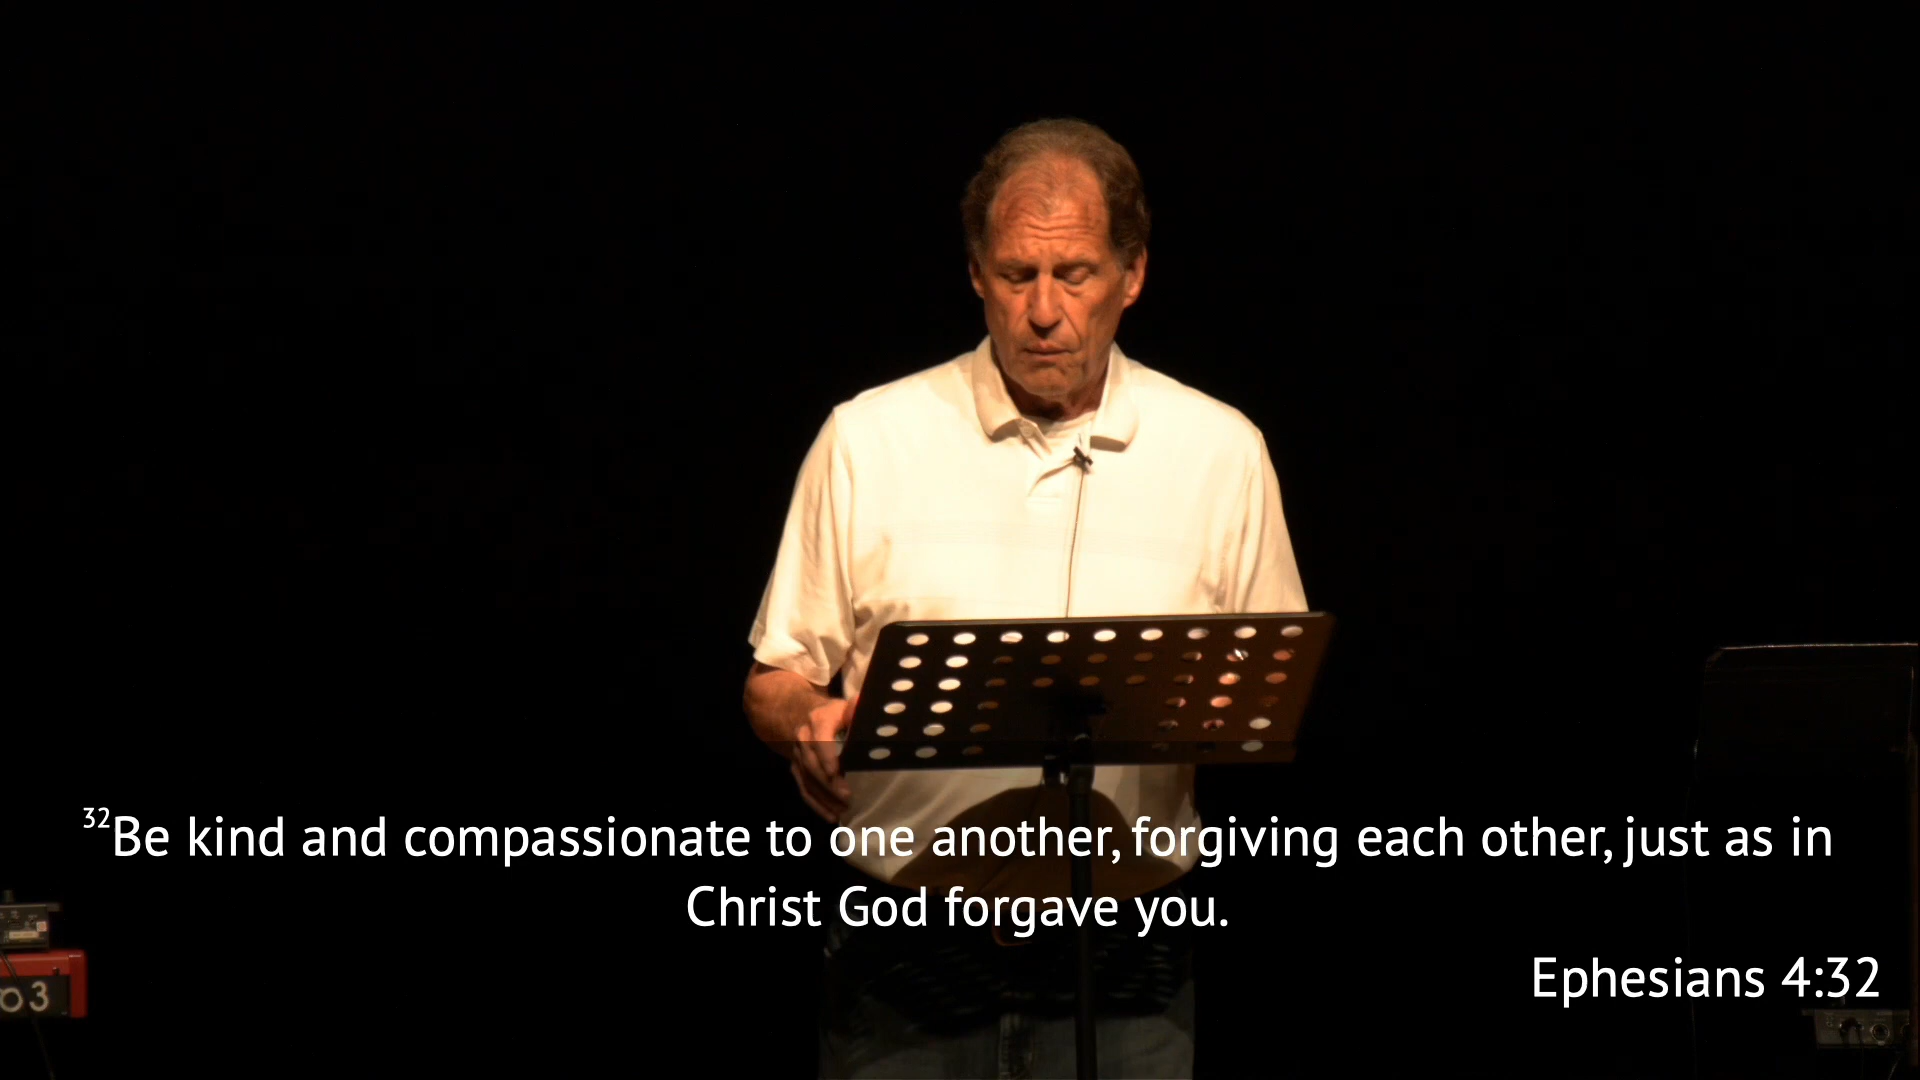 ³²Be kind and compassionate to one another, forgiving each other, just as in
Christ God forgave you.
Ephesians 4:32
o3